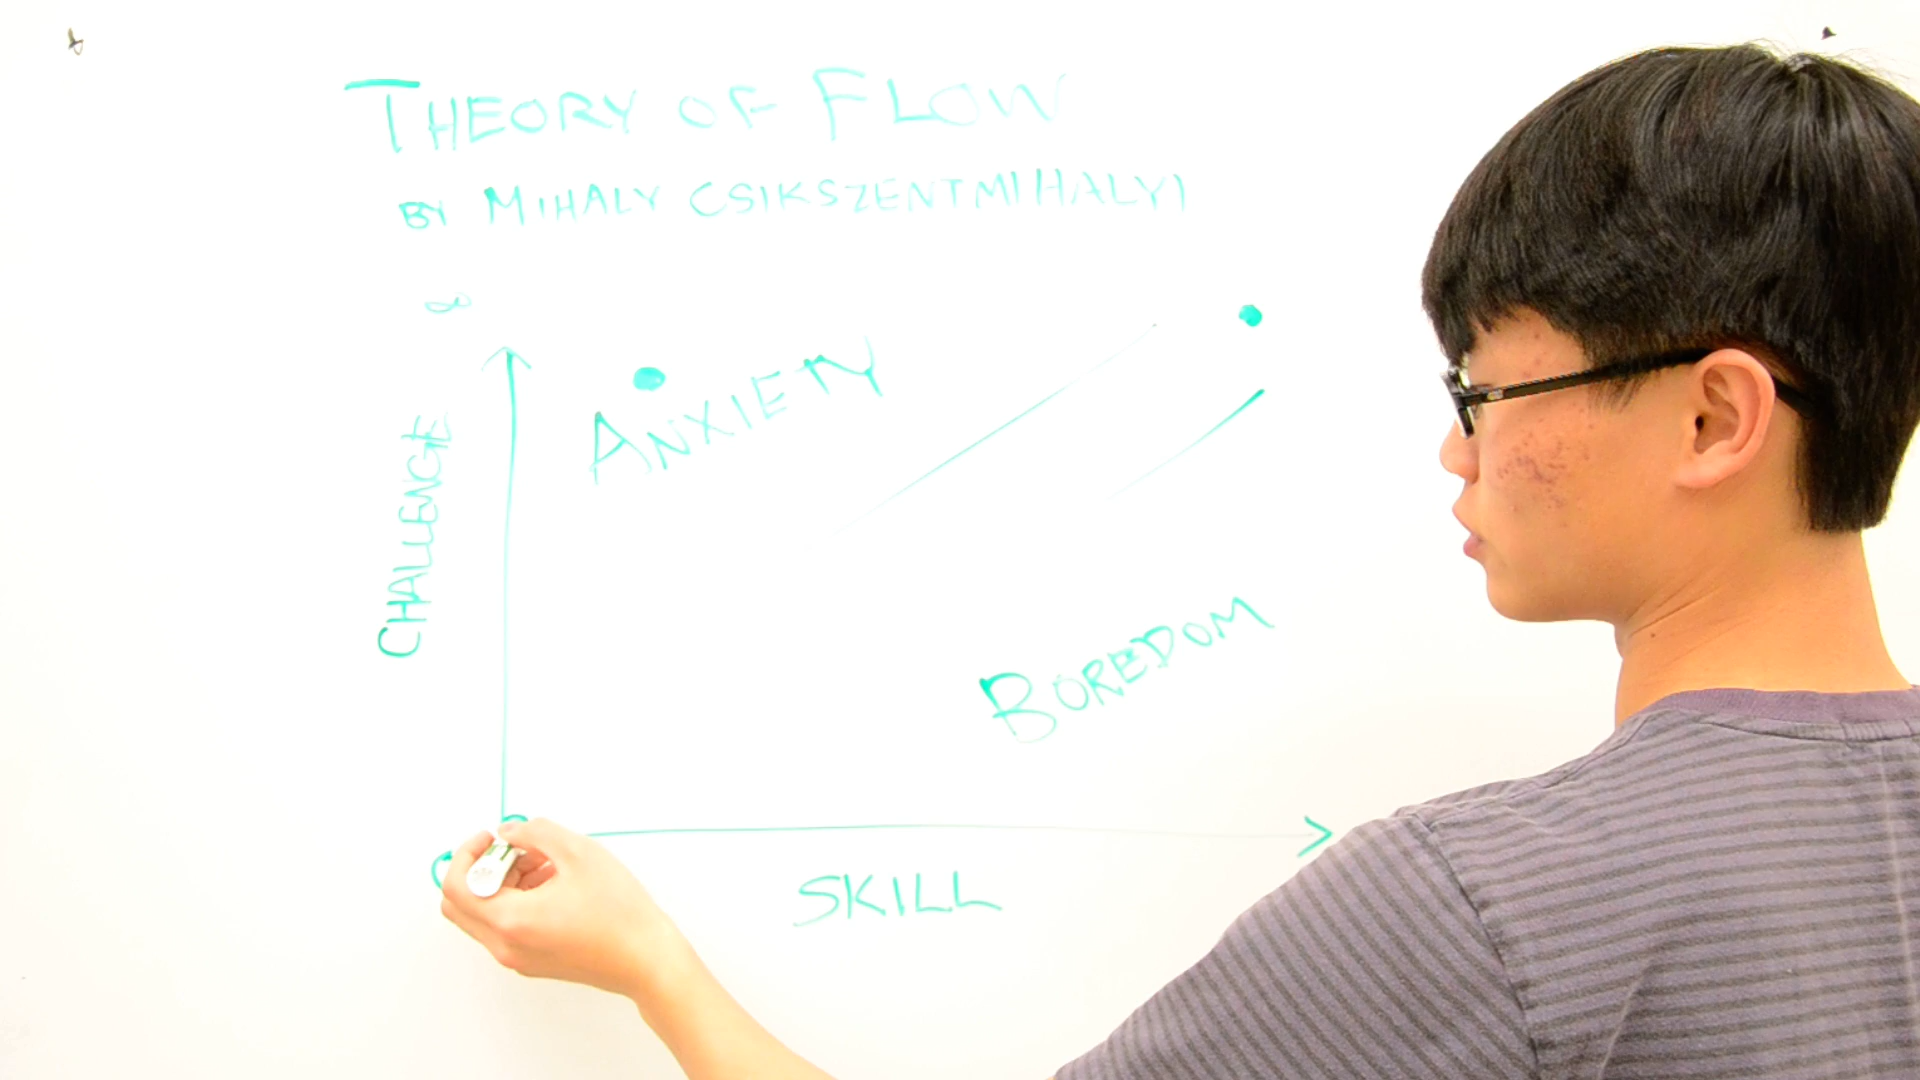 THEORY OF FLOW
BY MIHALY CSIKSZENTMIHALYI
∞
ANXIETY
CHALLENGE
BOREDOM
SKILL